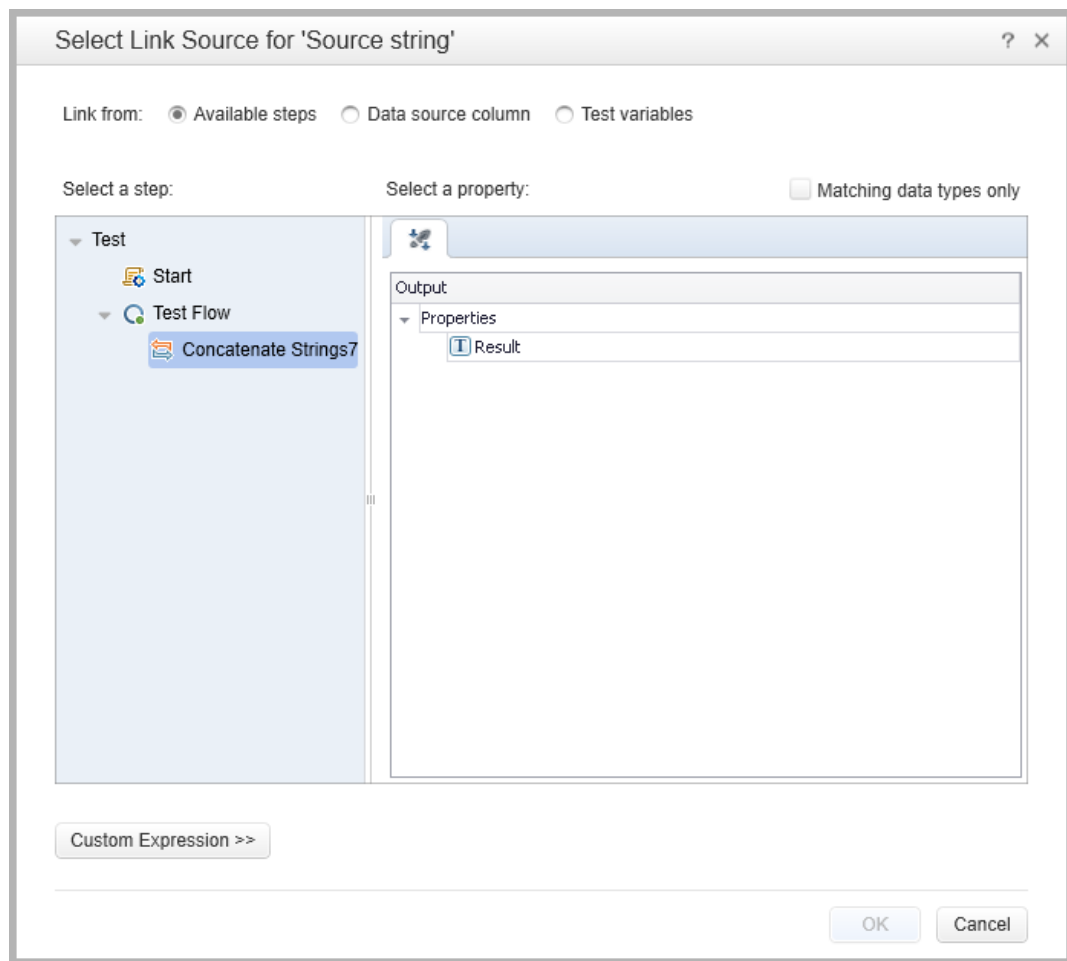 Select Link Source for 'Source string' ? ×
Link from: Available steps Data source column Test variables
Select a step: Select a property: Matching data types only
Test
Start
Test Flow
Concatenate Strings7
Output
Properties
T Result
Custom Expression >>
OK Cancel